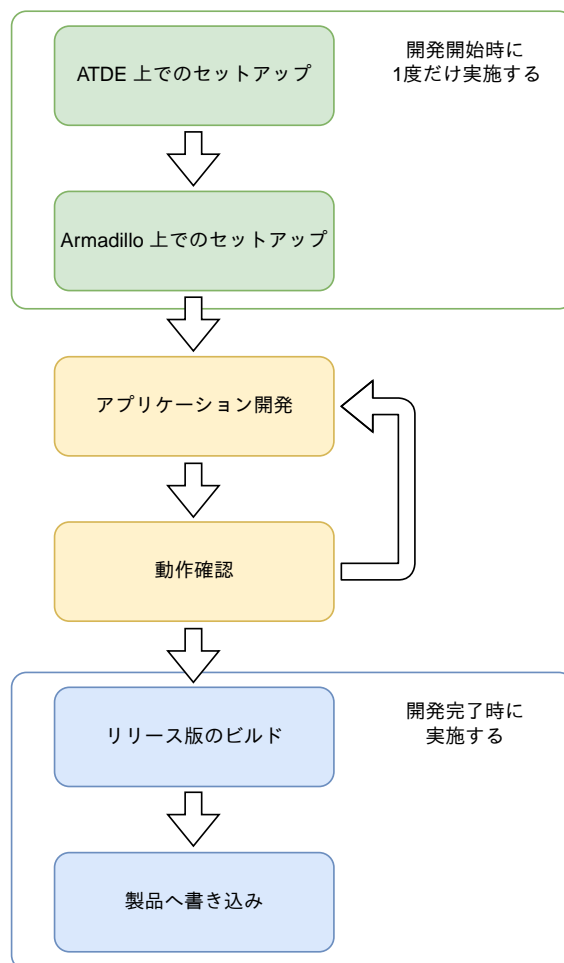 ATDE 上でのセットアップ
開発開始時に
1度だけ実施する
Armadillo 上でのセットアップ
アプリケーション開発
動作確認
リリース版のビルド
開発完了時に
実施する
製品へ書き込み